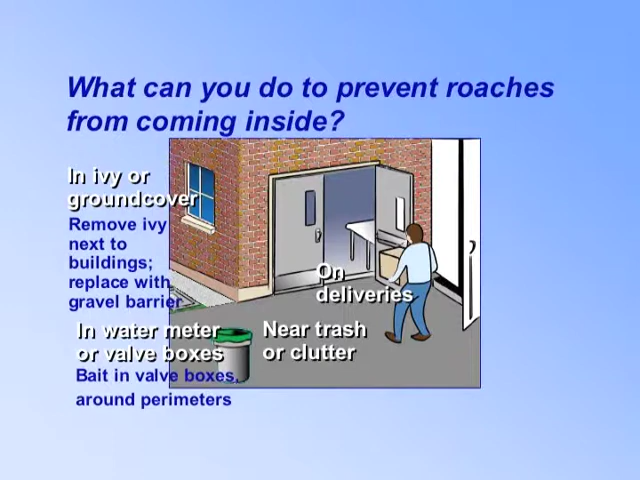 What can you do to prevent roaches
from coming inside?
In ivy or
groundcover
Remove ivy
next to
buildings;
replace with
gravel barrier
On
deliveries
In water meter
or valve boxes
Near trash
or clutter
Bait in valve boxes,
around perimeters